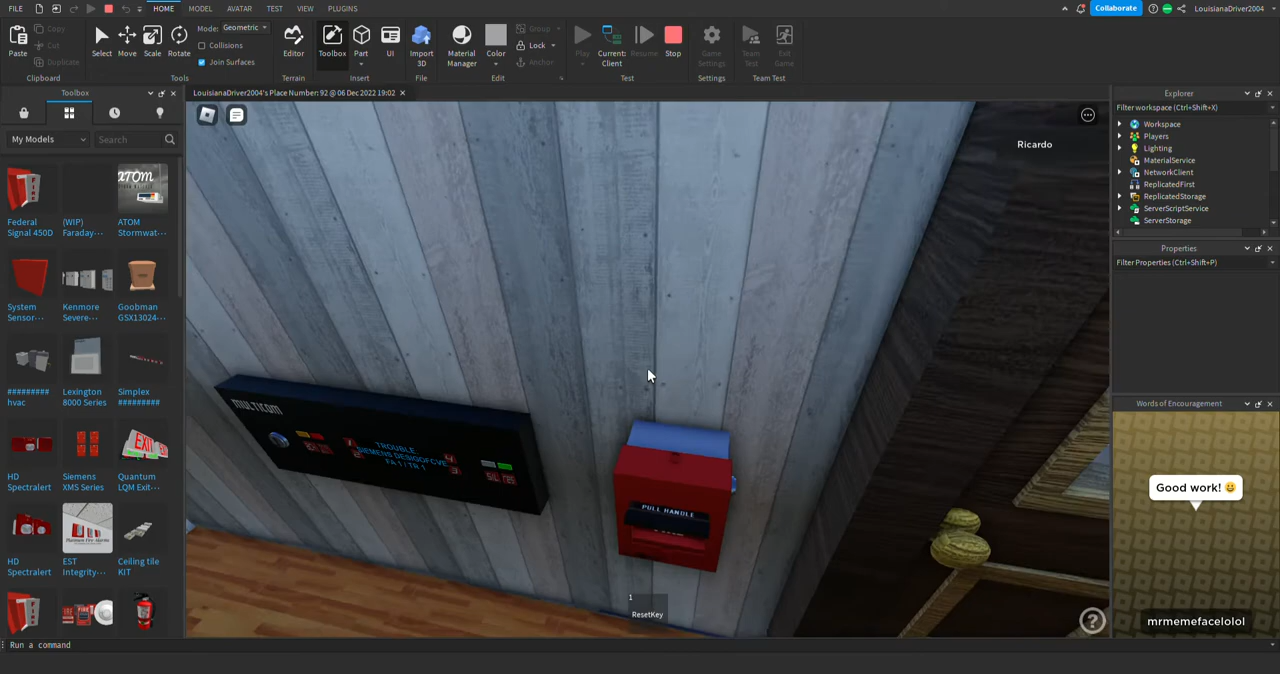 FILE HOME MODEL AVATAR TEST VIEW PLUGINS Collaborate LouisianaDriver2004
Paste Copy Cut Duplicate
Select Move Scale Rotate
Mode: Geometric
Collisions
Join Surfaces
Editor Toolbox Part UI Import 3D Material Manager Color Group Lock Anchor
Play Current: Client Resume Stop Game Settings Team Test Exit Game
Clipboard Tools Terrain Insert File Edit Test Settings Team Test
Toolbox
LouisianaDriver2004's Place Number: 92 @ 06 Dec 2022 19:02
My Models Search
Federal Signal 450D
(WIP) Faraday···
ATOM Stormwat···
System Sensor···
Kenmore Severe···
Goobman GSX13024···
######### hvac
Lexington 8000 Series
Simplex #########
HD Spectralert
Siemens XMS Series
Quantum LQM Exit···
HD Spectralert
EST Integrity···
Ceiling tile KIT
Ricardo
MULTICOM
TROUBLE.
FA 1 / TR 1
PULL HANDLE
1
ResetKey
Explorer
Filter workspace (Ctrl+Shift+X)
Workspace
Players
Lighting
MaterialService
NetworkClient
ReplicatedFirst
ReplicatedStorage
ServerScriptService
ServerStorage
Properties
Filter Properties (Ctrl+Shift+P)
Words of Encouragement
Good work! 😀
mrmemefacelolol
Run a command